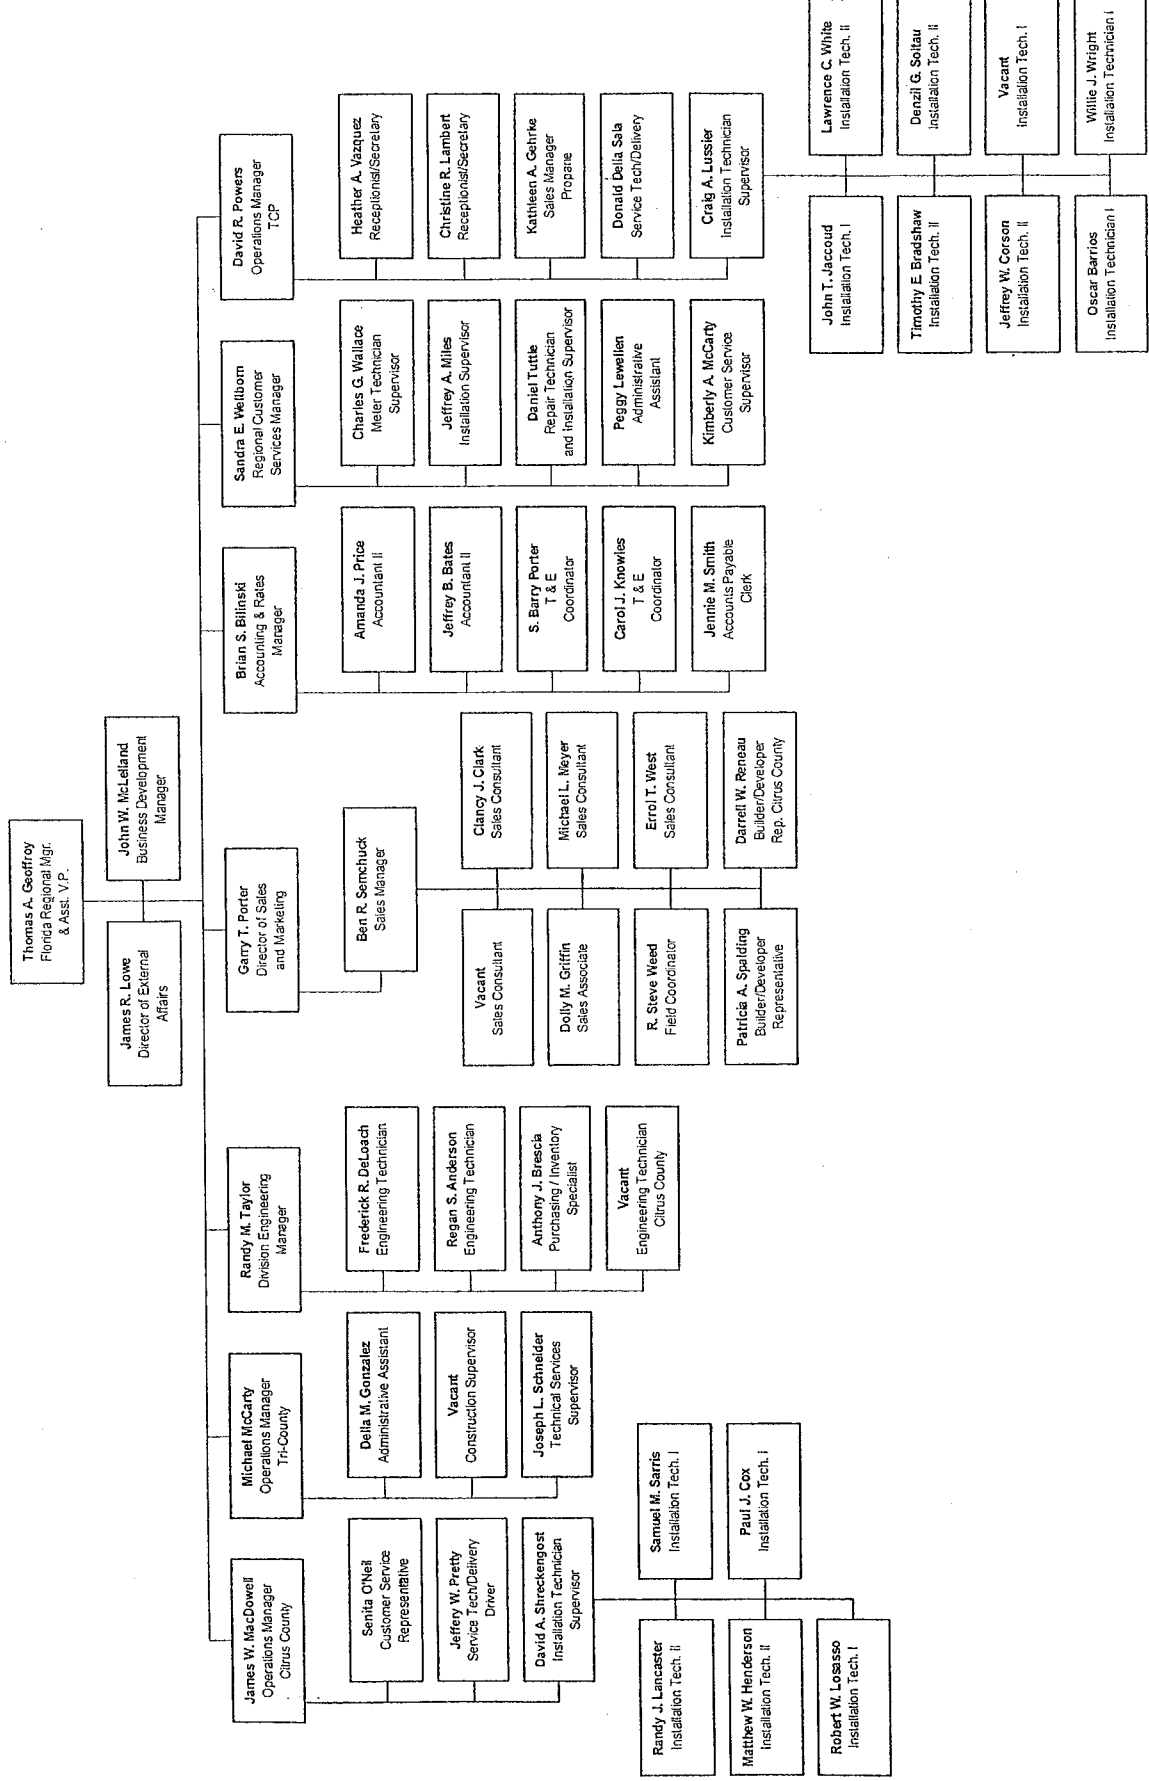 Thomas A. Geoffroy
Florida Regional Mgr.
& Asst. V.P.
James R. Lowe
Director of External
Affairs
John W. McLelland
Business Development
Manager
James W. MacDowell
Operations Manager
Citrus County
Michael McCarty
Operations Manager
Tri-County
Randy M. Taylor
Division Engineering
Manager
Garry T. Porter
Director of Sales
and Marketing
Brian S. Bilinski
Accounting & Rates
Manager
Sandra E. Wellborn
Regional Customer
Services Manager
David R. Powers
Operations Manager
TCP
Senita O'Neil
Customer Service
Representative
Jeffery W. Pretty
Service Tech/Delivery
Driver
David A. Shreckengost
Installation Technician
Supervisor
Randy J. Lancaster
Installation Tech. II
Samuel M. Sarris
Installation Tech. I
Matthew W. Henderson
Installation Tech. II
Paul J. Cox
Installation Tech. I
Robert W. Losasso
Installation Tech. I
Delia M. Gonzalez
Administrative Assistant
Vacant
Construction Supervisor
Joseph L. Schneider
Technical Services
Supervisor
Frederick R. DeLoach
Engineering Technician
Regan S. Anderson
Engineering Technician
Anthony J. Brescia
Purchasing / Inventory
Specialist
Vacant
Engineering Technician
Citrus County
Ben R. Semchuck
Sales Manager
Vacant
Sales Consultant
Clancy J. Clark
Sales Consultant
Dolly M. Griffin
Sales Associate
Michael L. Meyer
Sales Consultant
R. Steve Weed
Field Coordinator
Errol T. West
Sales Consultant
Patricia A. Spalding
Builder/Developer
Representative
Darrell W. Reneau
Builder/Developer
Rep. Citrus County
Amanda J. Price
Accountant II
Jeffrey B. Bates
Accountant II
S. Barry Porter
T & E
Coordinator
Carol J. Knowles
T & E
Coordinator
Jennie M. Smith
Accounts Payable
Clerk
Charles G. Wallace
Meter Technician
Supervisor
Jeffrey A. Miles
Installation Supervisor
Daniel Tuttle
Repair Technician
and Installation Supervisor
Peggy Lewellen
Administrative
Assistant
Kimberly A. McCarty
Customer Service
Supervisor
Heather A. Vazquez
Receptionist/Secretary
Christine R. Lambert
Receptionist/Secretary
Kathleen A. Gehrke
Sales Manager
Propane
Donald Della Sala
Service Tech/Delivery
Craig A. Lussier
Installation Technician
Supervisor
John T. Jaccoud
Installation Tech. I
Lawrence C. White
Installation Tech. II
Timothy E. Bradshaw
Installation Tech. II
Denzil G. Soltau
Installation Tech. II
Jeffrey W. Corson
Installation Tech. II
Vacant
Installation Tech. I
Oscar Barrios
Installation Technician I
Willie J. Wright
Installation Technician I